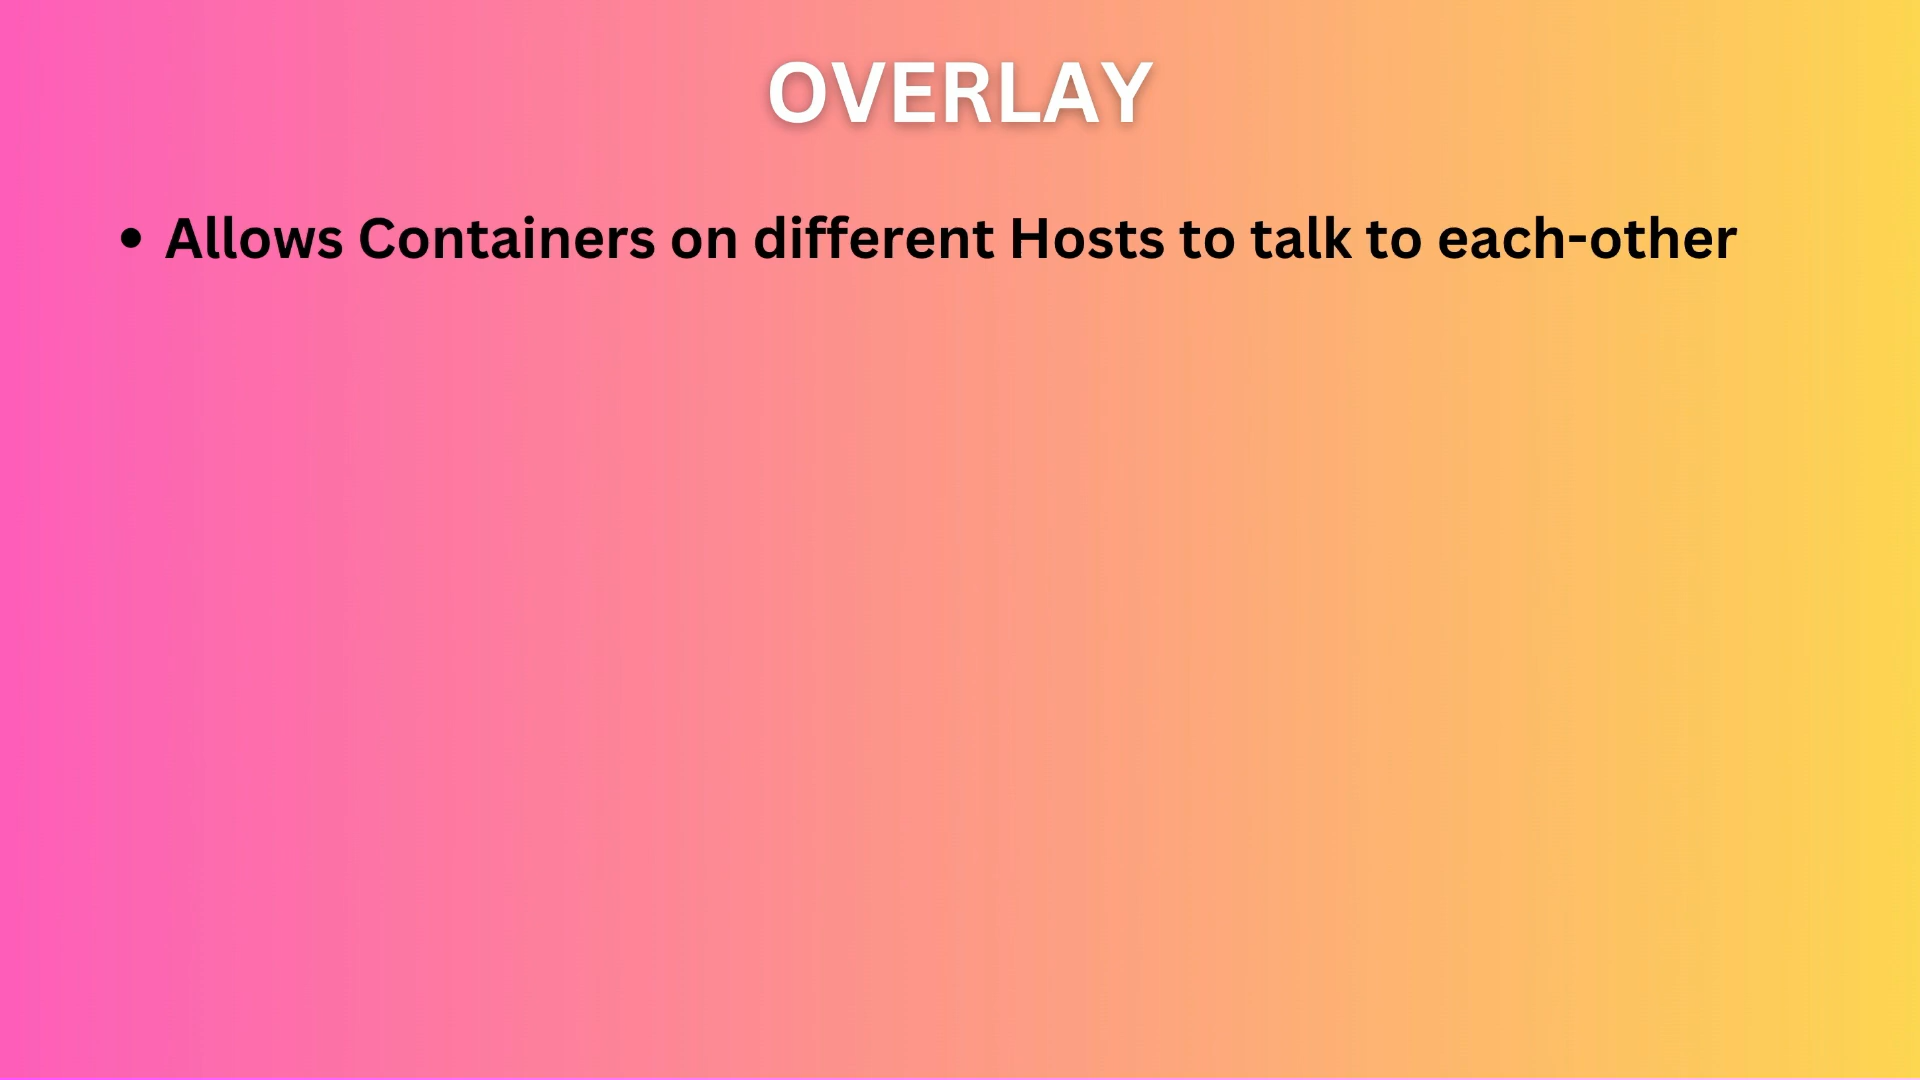 OVERLAY
• Allows Containers on different Hosts to talk to each-other